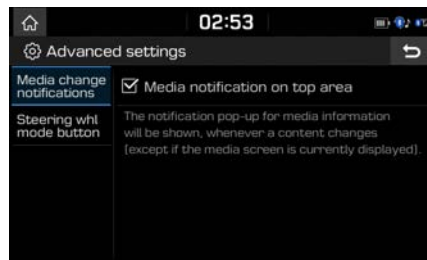 02:53
Advanced settings
Media change
notifications
Media notification on top area
Steering whl
mode button
The notification pop-up for media information
will be shown, whenever a content changes
(except if the media screen is currently displayed).